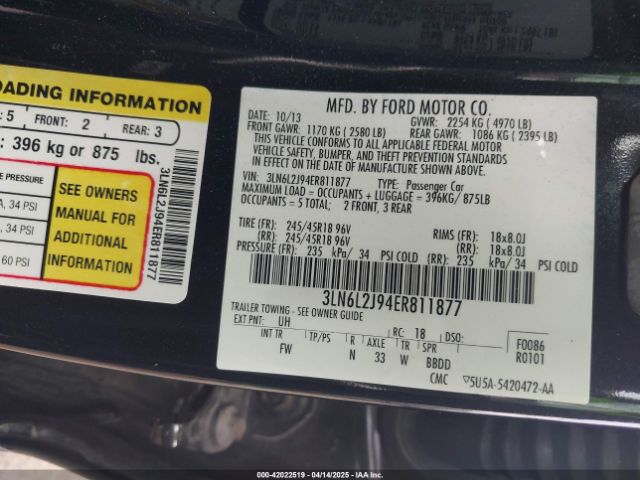 OADING INFORMATION
5 FRONT: 2 REAR: 3
: 396 kg or 875 lbs.
E PRESSURE
A, 34 PSI
, 34 PSI
60 PSI
SEE OWNERS
MANUAL FOR
ADDITIONAL
INFORMATION
3LN6L2J94ER811877
MFD. BY FORD MOTOR CO.
DATE: 10/13 GVWR: 2254 KG ( 4970 LB)
FRONT GAWR: 1170 KG ( 2580 LB) REAR GAWR: 1086 KG ( 2395 LB)
THIS VEHICLE CONFORMS TO ALL APPLICABLE FEDERAL MOTOR
VEHICLE SAFETY, BUMPER, AND THEFT PREVENTION STANDARDS
IN EFFECT ON THE DATE OF MANUFACTURE SHOWN ABOVE.
VIN: 3LN6L2J94ER811877 TYPE: Passenger Car
MAXIMUM LOAD = OCCUPANTS + LUGGAGE = 396KG/ 875LB
OCCUPANTS = 5 TOTAL; 2 FRONT, 3 REAR
TIRE (FR): 245/45R18 96V RIMS (FR): 18x8.0J
(RR): 245/45R18 96V (RR): 18x8.0J
PRESSURE (FR): 235 kPa/ 34 PSI COLD (RR): 235 kPa/ 34 PSI COLD
3LN6L2J94ER811877
TRAILER TOWING - SEE OWNER GUIDE
EXT PNT: UH RC: 18 DSO: F0086
R0101
INT TR TP/PS R AXLE TR SPR
FW N 33 W BBDD
CMC ▽5U5A-5420472-AA
000-42022519 | 04/14/2025 | IAAI.CA